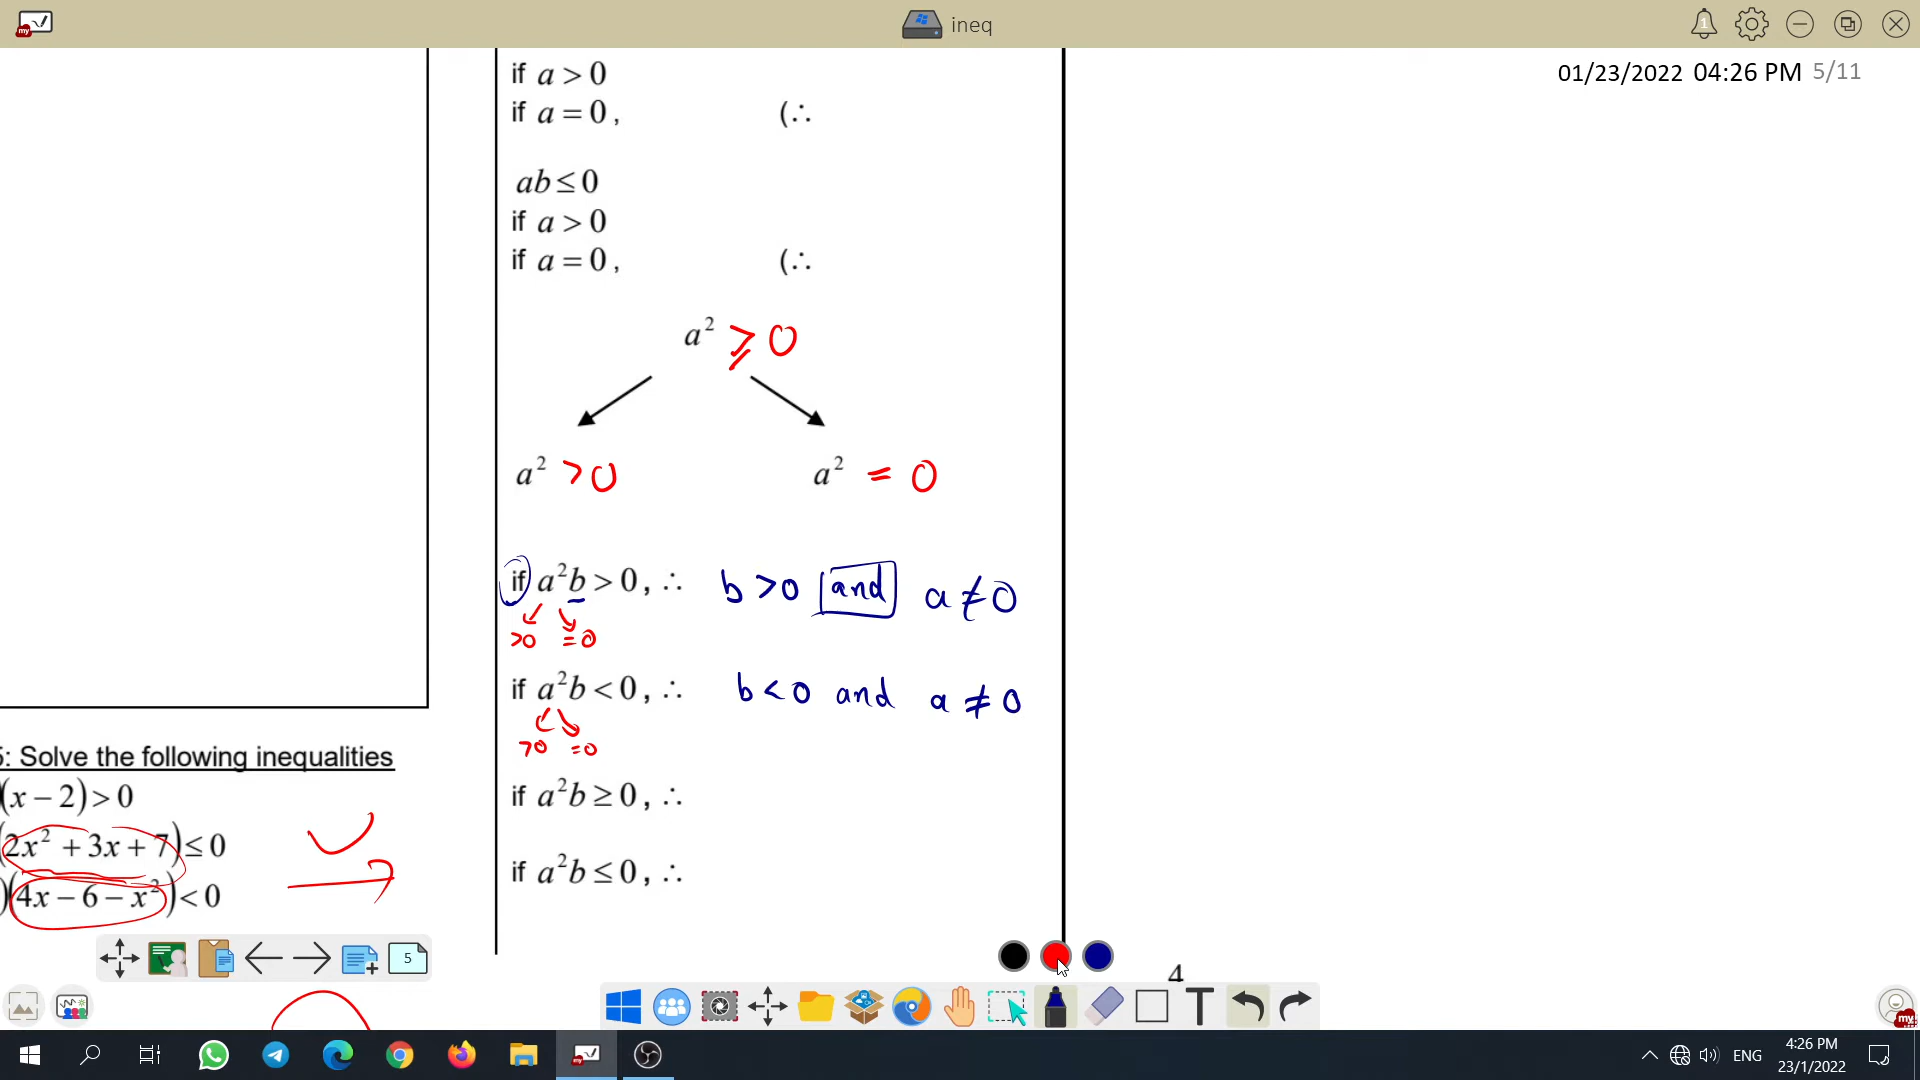 ineq
1
01/23/2022 04:26 PM 5/11
if a > 0
if a = 0 , (∴
ab ≤ 0
if a > 0
if a = 0 , (∴
a² ≥ 0
a² > 0 a² = 0
if a²b > 0 , ∴ b > 0 and a ≠ 0
>0 =0
if a²b < 0 , ∴ b < 0 and a ≠ 0
>0 =0
if a²b ≥ 0 , ∴
if a²b ≤ 0 , ∴
5: Solve the following inequalities
(x − 2) > 0
(2x² + 3x + 7) ≤ 0
)(4x − 6 − x²) < 0
4
5
T
my
ENG
4:26 PM
23/1/2022